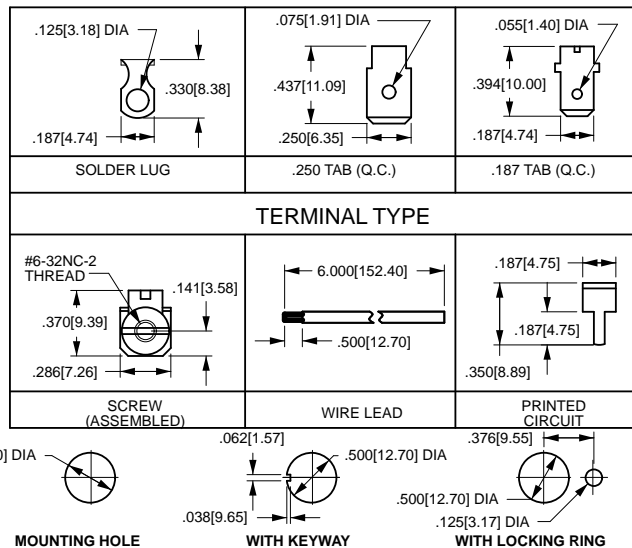 .125[3.18] DIA
.330[8.38]
.187[4.74]
SOLDER LUG
.075[1.91] DIA
.437[11.09]
.250[6.35]
.250 TAB (Q.C.)
.055[1.40] DIA
.394[10.00]
.187[4.74]
.187 TAB (Q.C.)
TERMINAL TYPE
#6-32NC-2
THREAD
.141[3.58]
.370[9.39]
.286[7.26]
SCREW
(ASSEMBLED)
6.000[152.40]
.500[12.70]
WIRE LEAD
.187[4.75]
.187[4.75]
.350[8.89]
PRINTED
CIRCUIT
0] DIA
MOUNTING HOLE
.062[1.57]
.500[12.70] DIA
.038[9.65]
WITH KEYWAY
.376[9.55]
.500[12.70] DIA
.125[3.17] DIA
WITH LOCKING RING